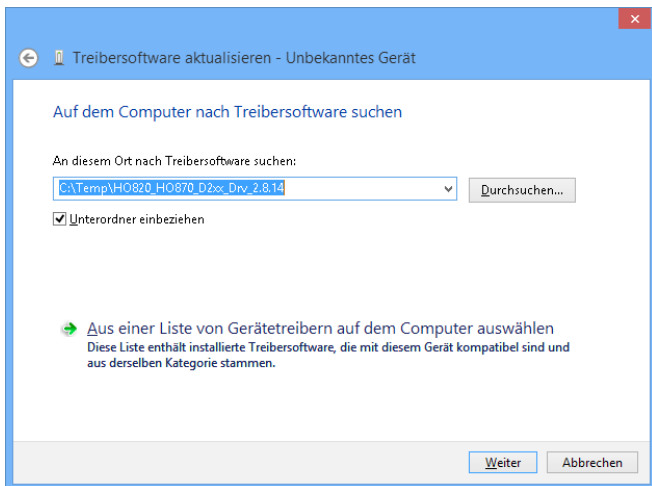 Treibersoftware aktualisieren - Unbekanntes Gerät
Auf dem Computer nach Treibersoftware suchen
An diesem Ort nach Treibersoftware suchen:
C:\Temp\HO820_HO870_D2xx_Drv_2.8.14
Durchsuchen...
Unterordner einbeziehen
Aus einer Liste von Gerätetreibern auf dem Computer auswählen
Diese Liste enthält installierte Treibersoftware, die mit diesem Gerät kompatibel sind und
aus derselben Kategorie stammen.
Weiter
Abbrechen